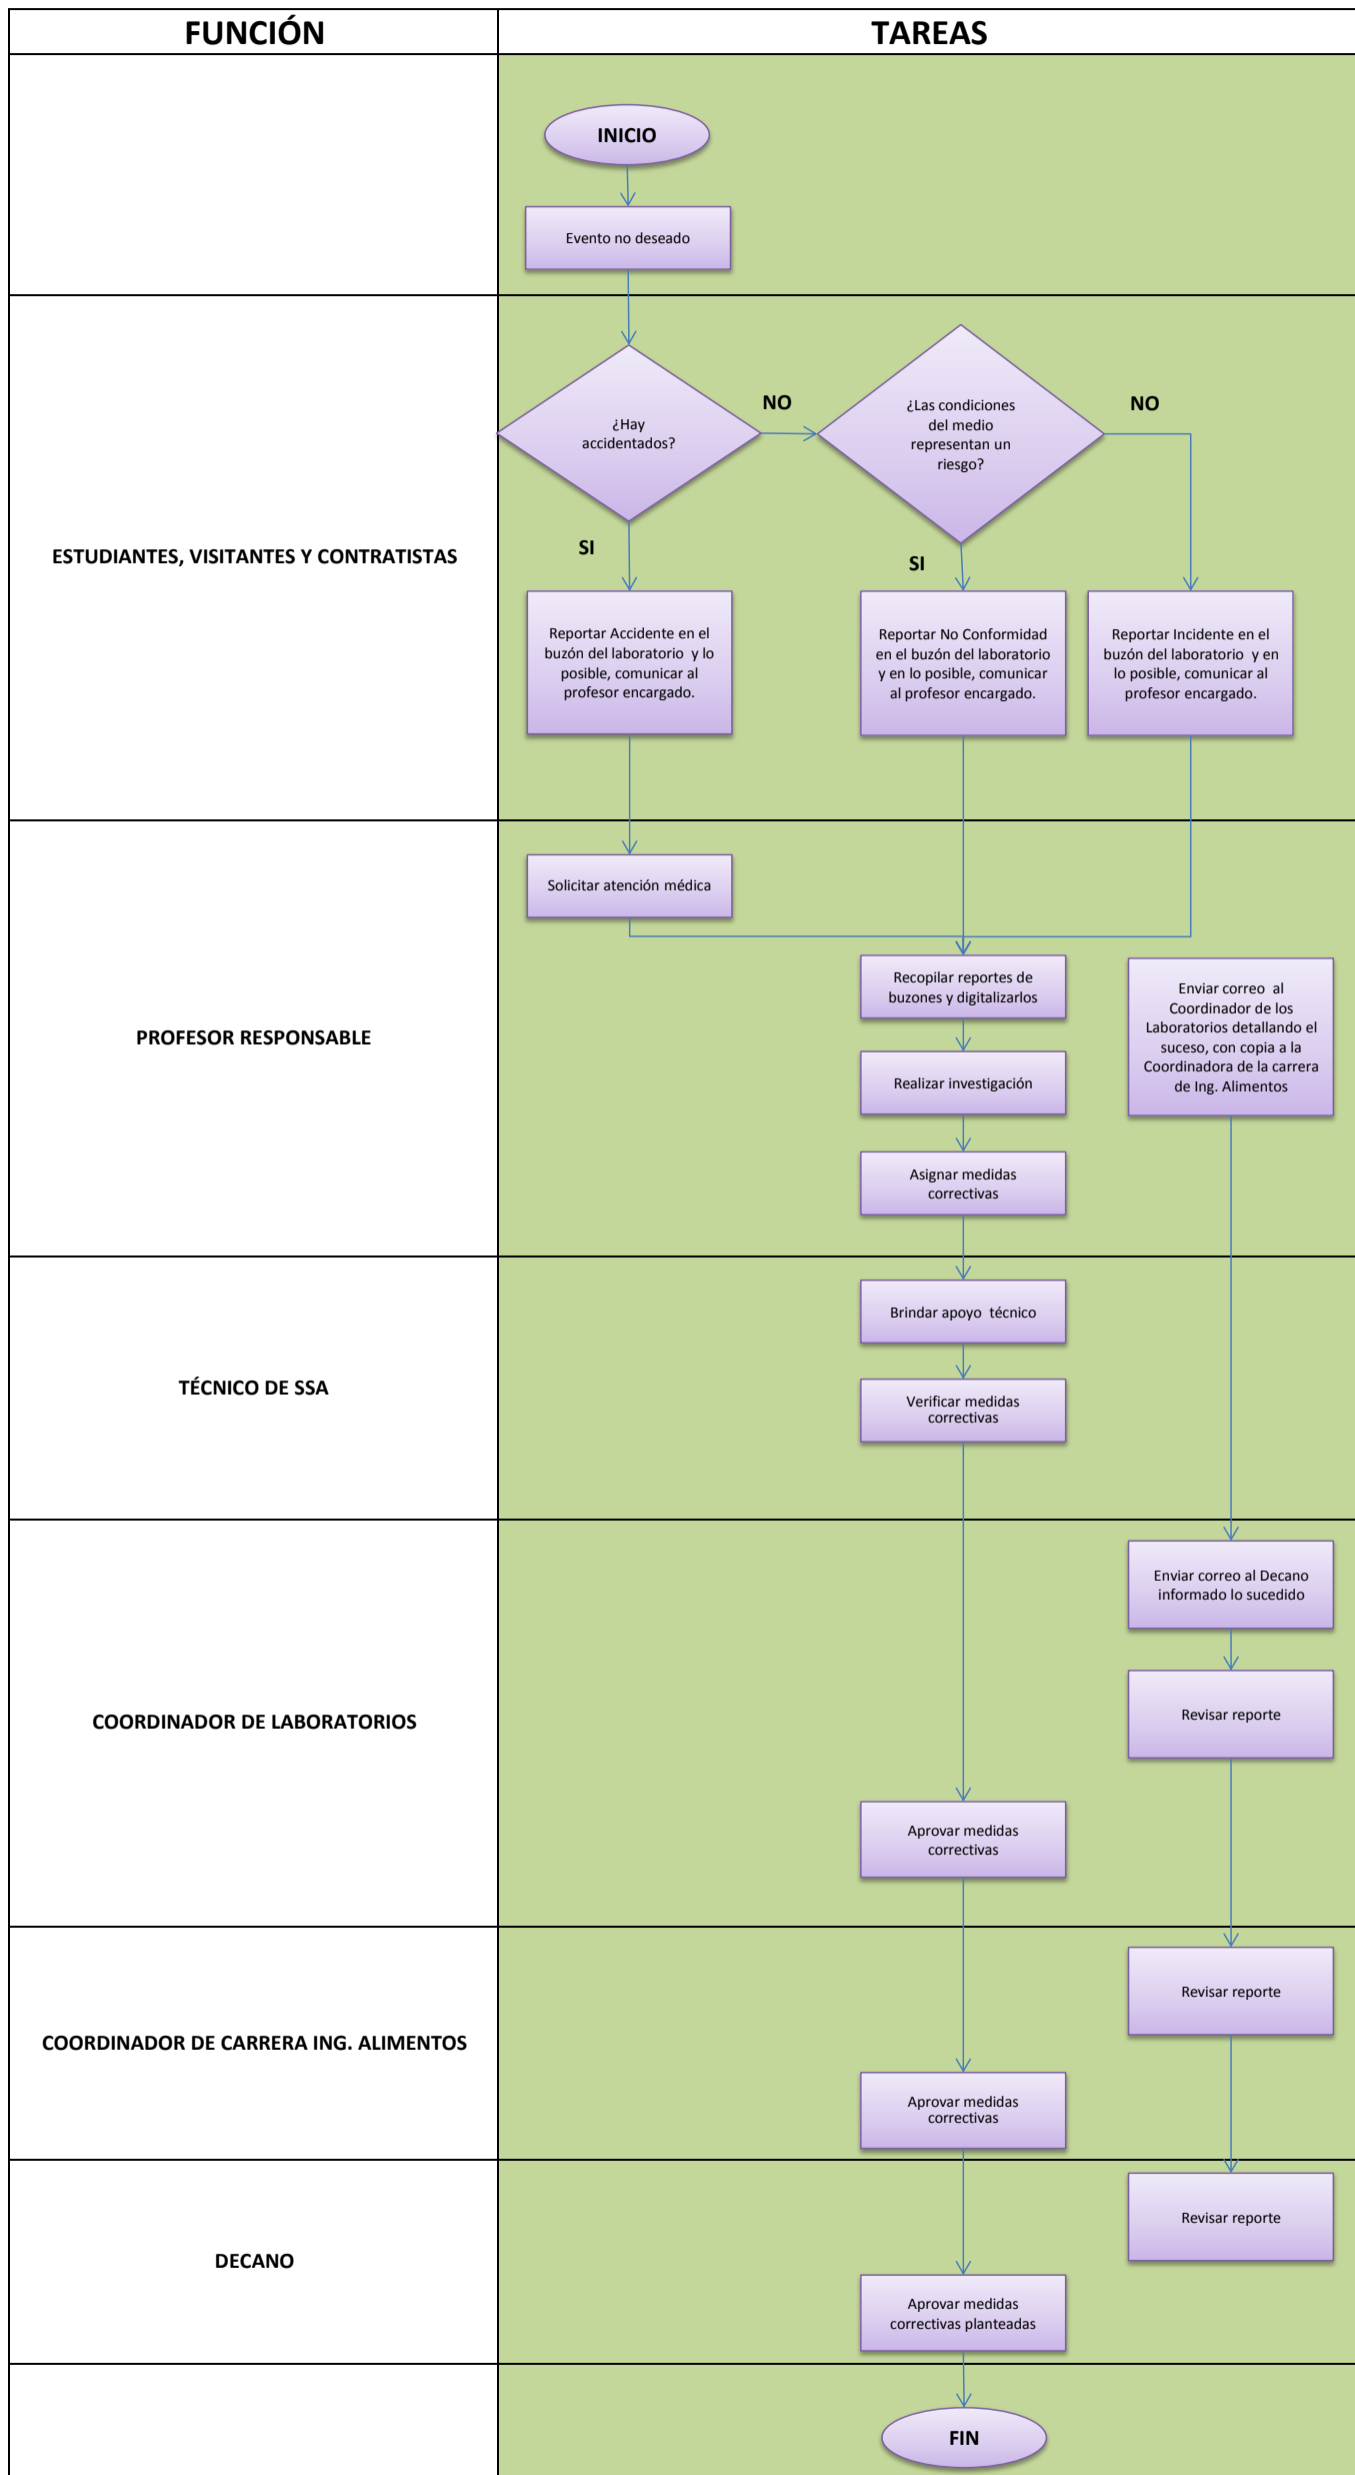 FUNCIÓN
TAREAS
INICIO
Evento no deseado
ESTUDIANTES, VISITANTES Y CONTRATISTAS
¿Hay
accidentados?
NO
¿Las condiciones
del medio
representan un
riesgo?
NO
SI
SI
Reportar Accidente en el
buzón del laboratorio y lo
posible, comunicar al
profesor encargado.
Reportar No Conformidad
en el buzón del laboratorio
y en lo posible, comunicar
al profesor encargado.
Reportar Incidente en el
buzón del laboratorio y en
lo posible, comunicar al
profesor encargado.
PROFESOR RESPONSABLE
Solicitar atención médica
Recopilar reportes de
buzones y digitalizarlos
Enviar correo al
Coordinador de los
Laboratorios detallando el
suceso, con copia a la
Coordinadora de la carrera
de Ing. Alimentos
Realizar investigación
Asignar medidas
correctivas
TÉCNICO DE SSA
Brindar apoyo técnico
Verificar medidas
correctivas
COORDINADOR DE LABORATORIOS
Enviar correo al Decano
informado lo sucedido
Revisar reporte
Aprovar medidas
correctivas
COORDINADOR DE CARRERA ING. ALIMENTOS
Revisar reporte
Aprovar medidas
correctivas
DECANO
Revisar reporte
Aprovar medidas
correctivas planteadas
FIN